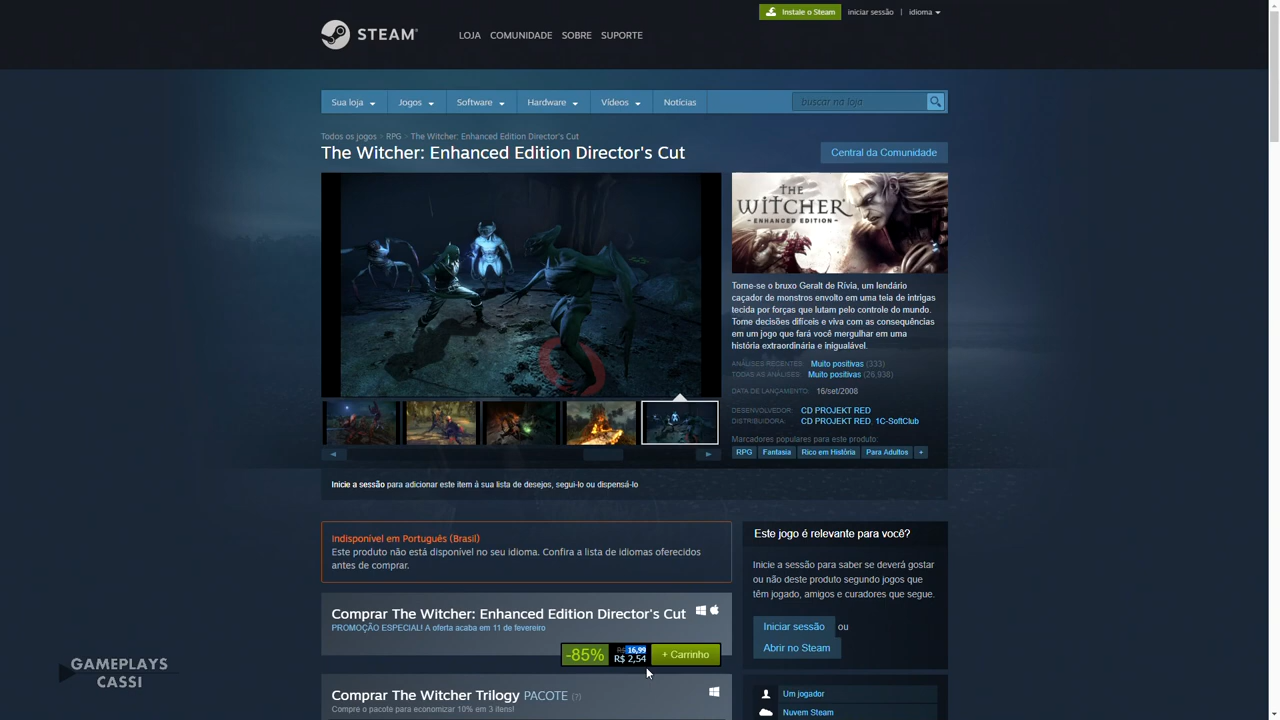 Instale o Steam
iniciar sessão | idioma
STEAM®
LOJA COMUNIDADE SOBRE SUPORTE
Sua loja Jogos Software Hardware Vídeos Notícias
buscar na loja
Todos os jogos > RPG > The Witcher: Enhanced Edition Director's Cut
The Witcher: Enhanced Edition Director's Cut
Central da Comunidade
THE WITCHER
-ENHANCED EDITION-
Torne-se o bruxo Geralt de Rívia, um lendário
caçador de monstros envolto em uma teia de intrigas
tecida por forças que lutam pelo controle do mundo.
Tome decisões difíceis e viva com as consequências
em um jogo que fará você mergulhar em uma
história extraordinária e inigualável.
ANÁLISES RECENTES: Muito positivas (333)
TODAS AS ANÁLISES: Muito positivas (26,938)
DATA DE LANÇAMENTO: 16/set/2008
DESENVOLVEDOR: CD PROJEKT RED
DISTRIBUIDORA: CD PROJEKT RED, 1C-SoftClub
Marcadores populares para este produto:
RPG Fantasia Rico em História Para Adultos +
Inicie a sessão para adicionar este item à sua lista de desejos, segui-lo ou dispensá-lo
Indisponível em Português (Brasil)
Este produto não está disponível no seu idioma. Confira a lista de idiomas oferecidos
antes de comprar.
Este jogo é relevante para você?
Inicie a sessão para saber se deverá gostar
ou não deste produto segundo jogos que
têm jogado, amigos e curadores que segue.
Iniciar sessão ou
Abrir no Steam
Comprar The Witcher: Enhanced Edition Director's Cut
PROMOÇÃO ESPECIAL! A oferta acaba em 11 de fevereiro
-85% R$ 16,99
R$ 2,54
+ Carrinho
Comprar The Witcher Trilogy PACOTE (?)
Compre o pacote para economizar 10% em 3 itens!
Um jogador
Nuvem Steam
GAMEPLAYS
CASSI